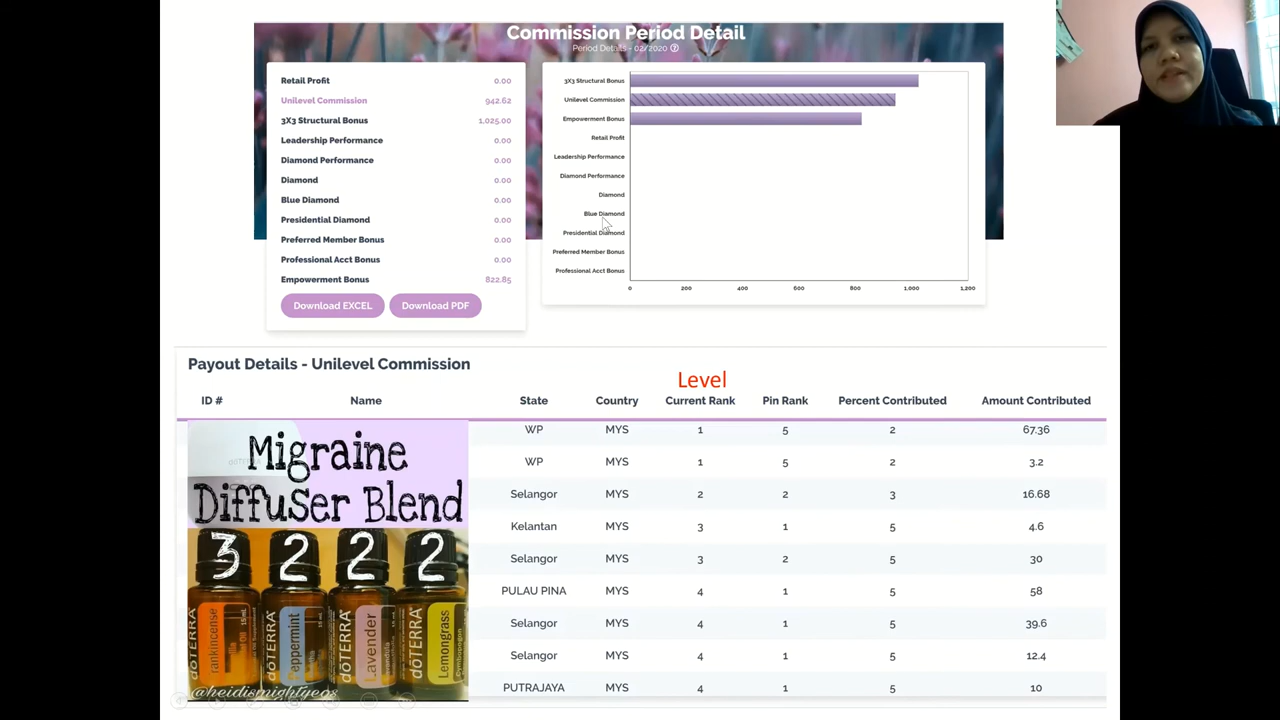 Commission Period Detail
Period Details - 02/2020
Retail Profit 0.00
Unilevel Commission 942.62
3X3 Structural Bonus 1,025.00
Leadership Performance 0.00
Diamond Performance 0.00
Diamond 0.00
Blue Diamond 0.00
Presidential Diamond 0.00
Preferred Member Bonus 0.00
Professional Acct Bonus 0.00
Empowerment Bonus 822.85
Download EXCEL Download PDF
3X3 Structural Bonus
Unilevel Commission
Empowerment Bonus
Retail Profit
Leadership Performance
Diamond Performance
Diamond
Blue Diamond
Presidential Diamond
Preferred Member Bonus
Professional Acct Bonus
0 200 400 600 800 1,000 1,200
Payout Details - Unilevel Commission
Level
ID # Name State Country Current Rank Pin Rank Percent Contributed Amount Contributed
WP MYS 1 5 2 67.36
WP MYS 1 5 2 3.2
Selangor MYS 2 2 3 16.68
Kelantan MYS 3 1 5 4.6
Selangor MYS 3 2 5 30
PULAU PINA MYS 4 1 5 58
Selangor MYS 4 1 5 39.6
Selangor MYS 4 1 5 12.4
PUTRAJAYA MYS 4 1 5 10
Migraine
Diffuser Blend
3 2 2 2
dōTERRA dōTERRA dōTERRA dōTERRA
rankincense Peppermint Lavender Lemongrass
@heidismightyeos